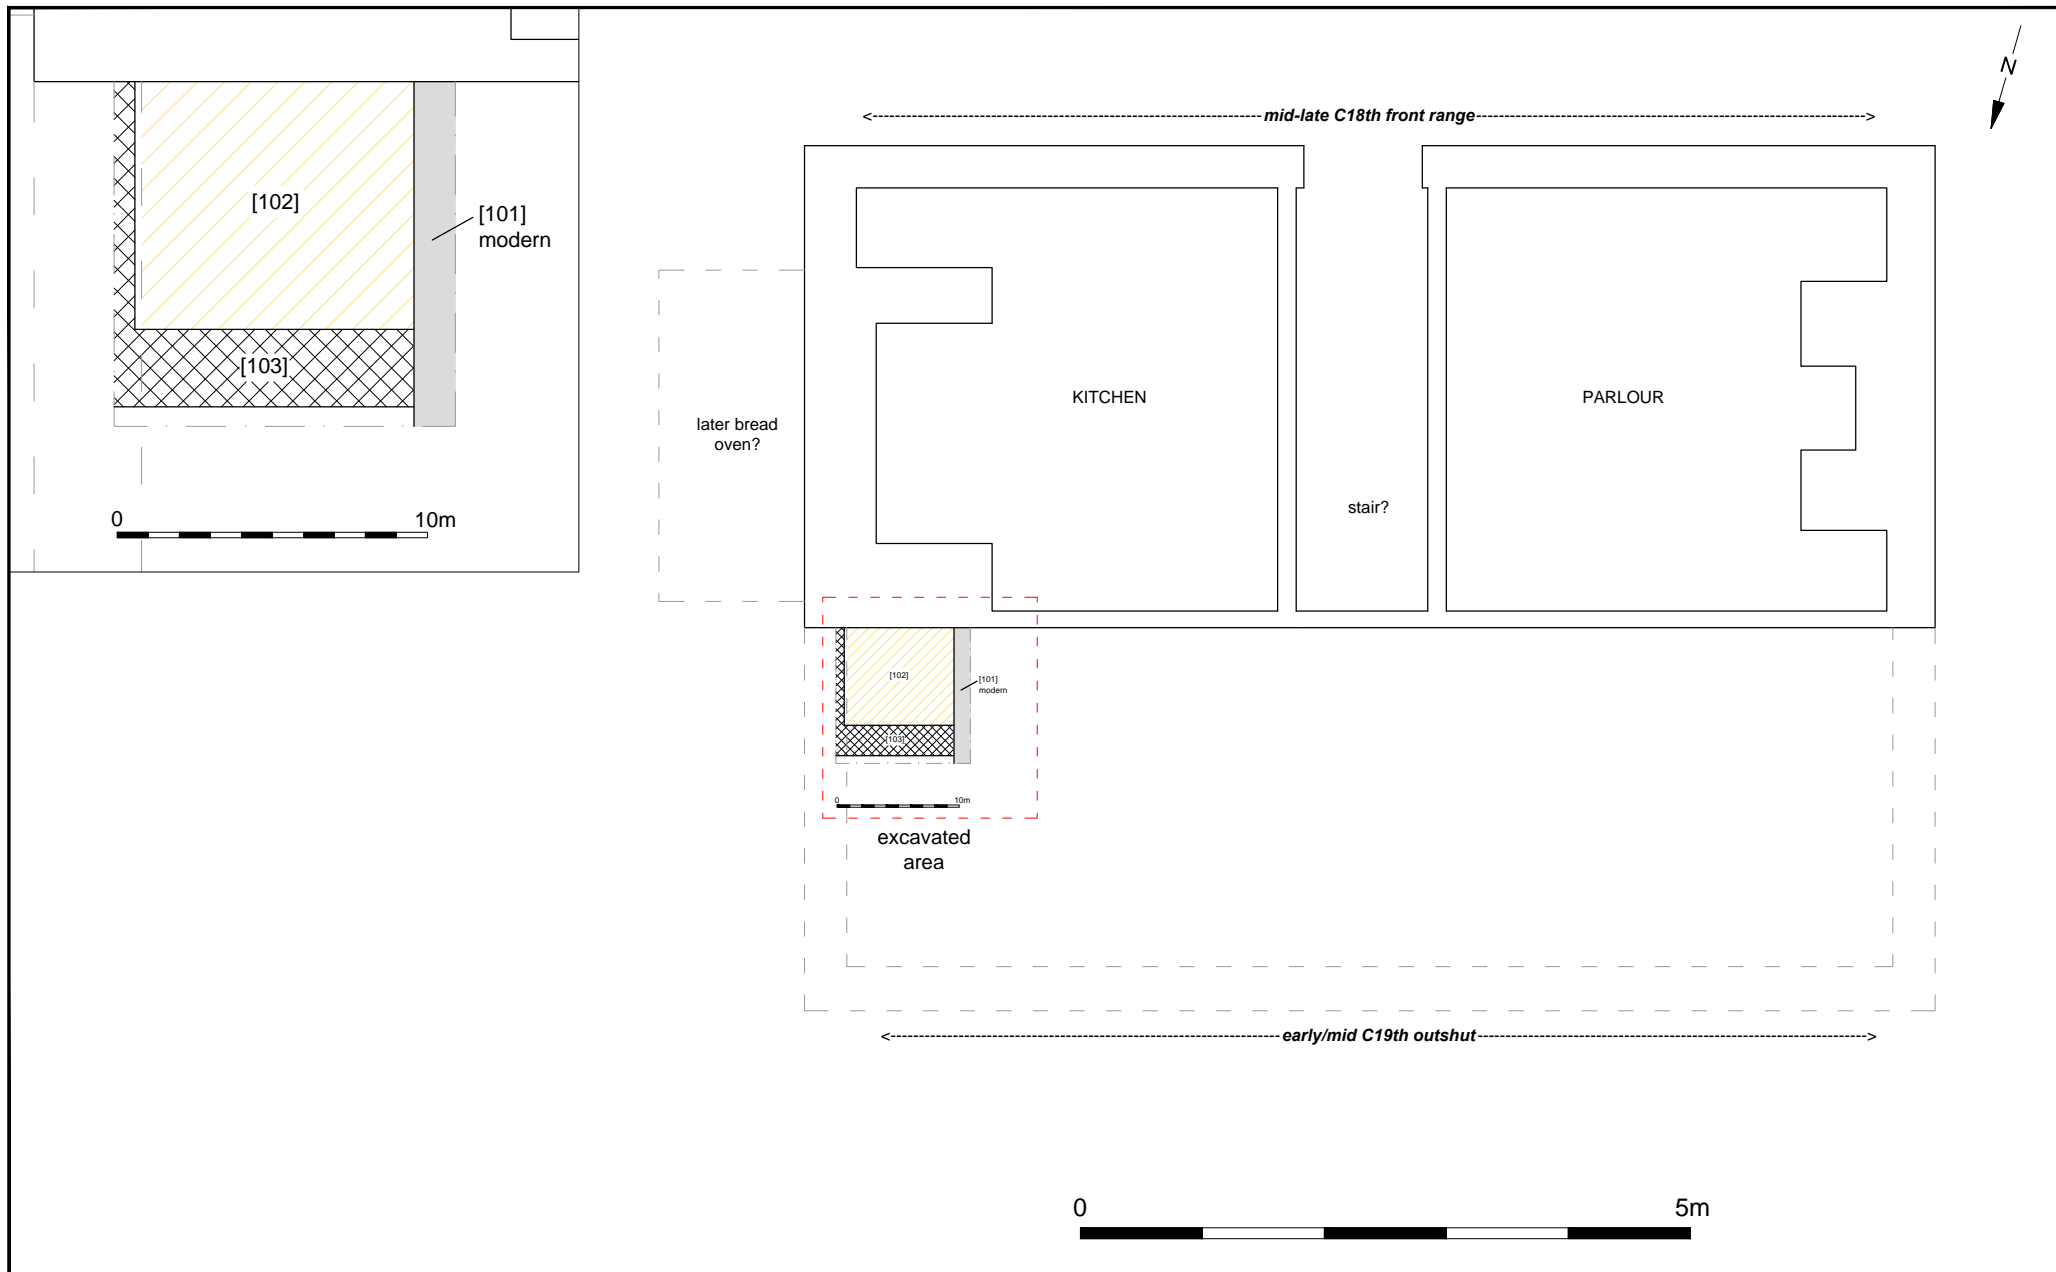 N
<-----mid-late C18th front range----->
[102]
[101]
modern
[103]
0 10m
KITCHEN
PARLOUR
later bread
oven?
stair?
[102]
[101]
modern
[103]
0 10m
excavated
area
<-----early/mid C19th outshut----->
0 5m